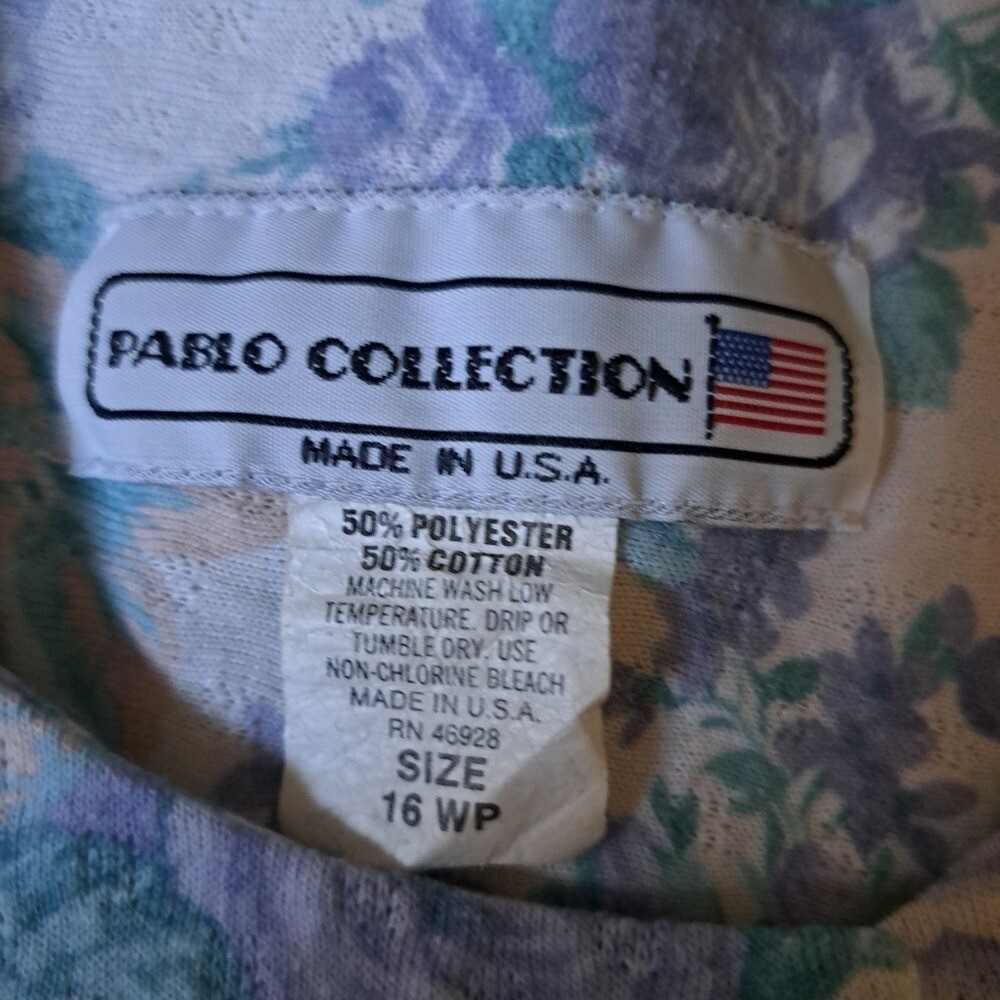 PABLO COLLECTION
MADE IN U.S.A.
50% POLYESTER
50% COTTON
MACHINE WASH LOW
TEMPERATURE. DRIP OR
TUMBLE DRY. USE
NON-CHLORINE BLEACH
MADE IN U.S.A.
RN 46928
SIZE
16 WP